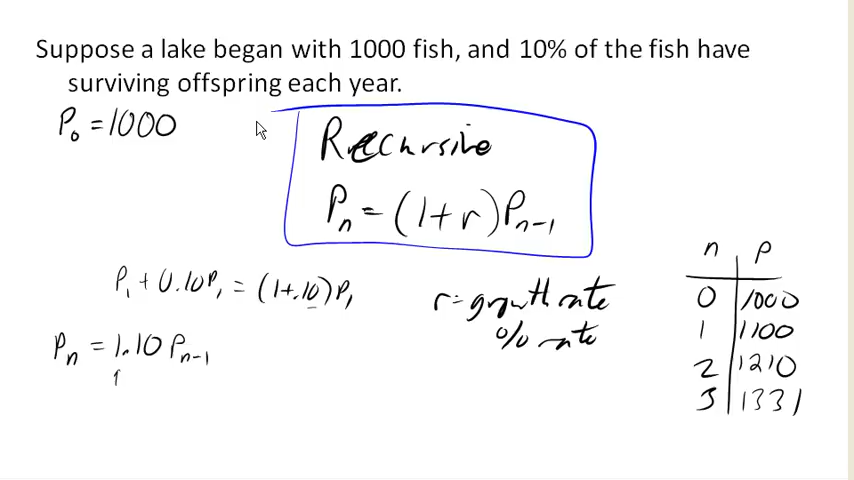 Suppose a lake began with 1000 fish, and 10% of the fish have
surviving offspring each year.
P₀ = 1000
Recursive
Pₙ = (1+r)Pₙ₋₁
P₁ + 0.10P₁ = (1+.10)P₁
r = growth rate
% rate
Pₙ = 1.10 Pₙ₋₁
n P
0 1000
1 1100
2 1210
3 1331